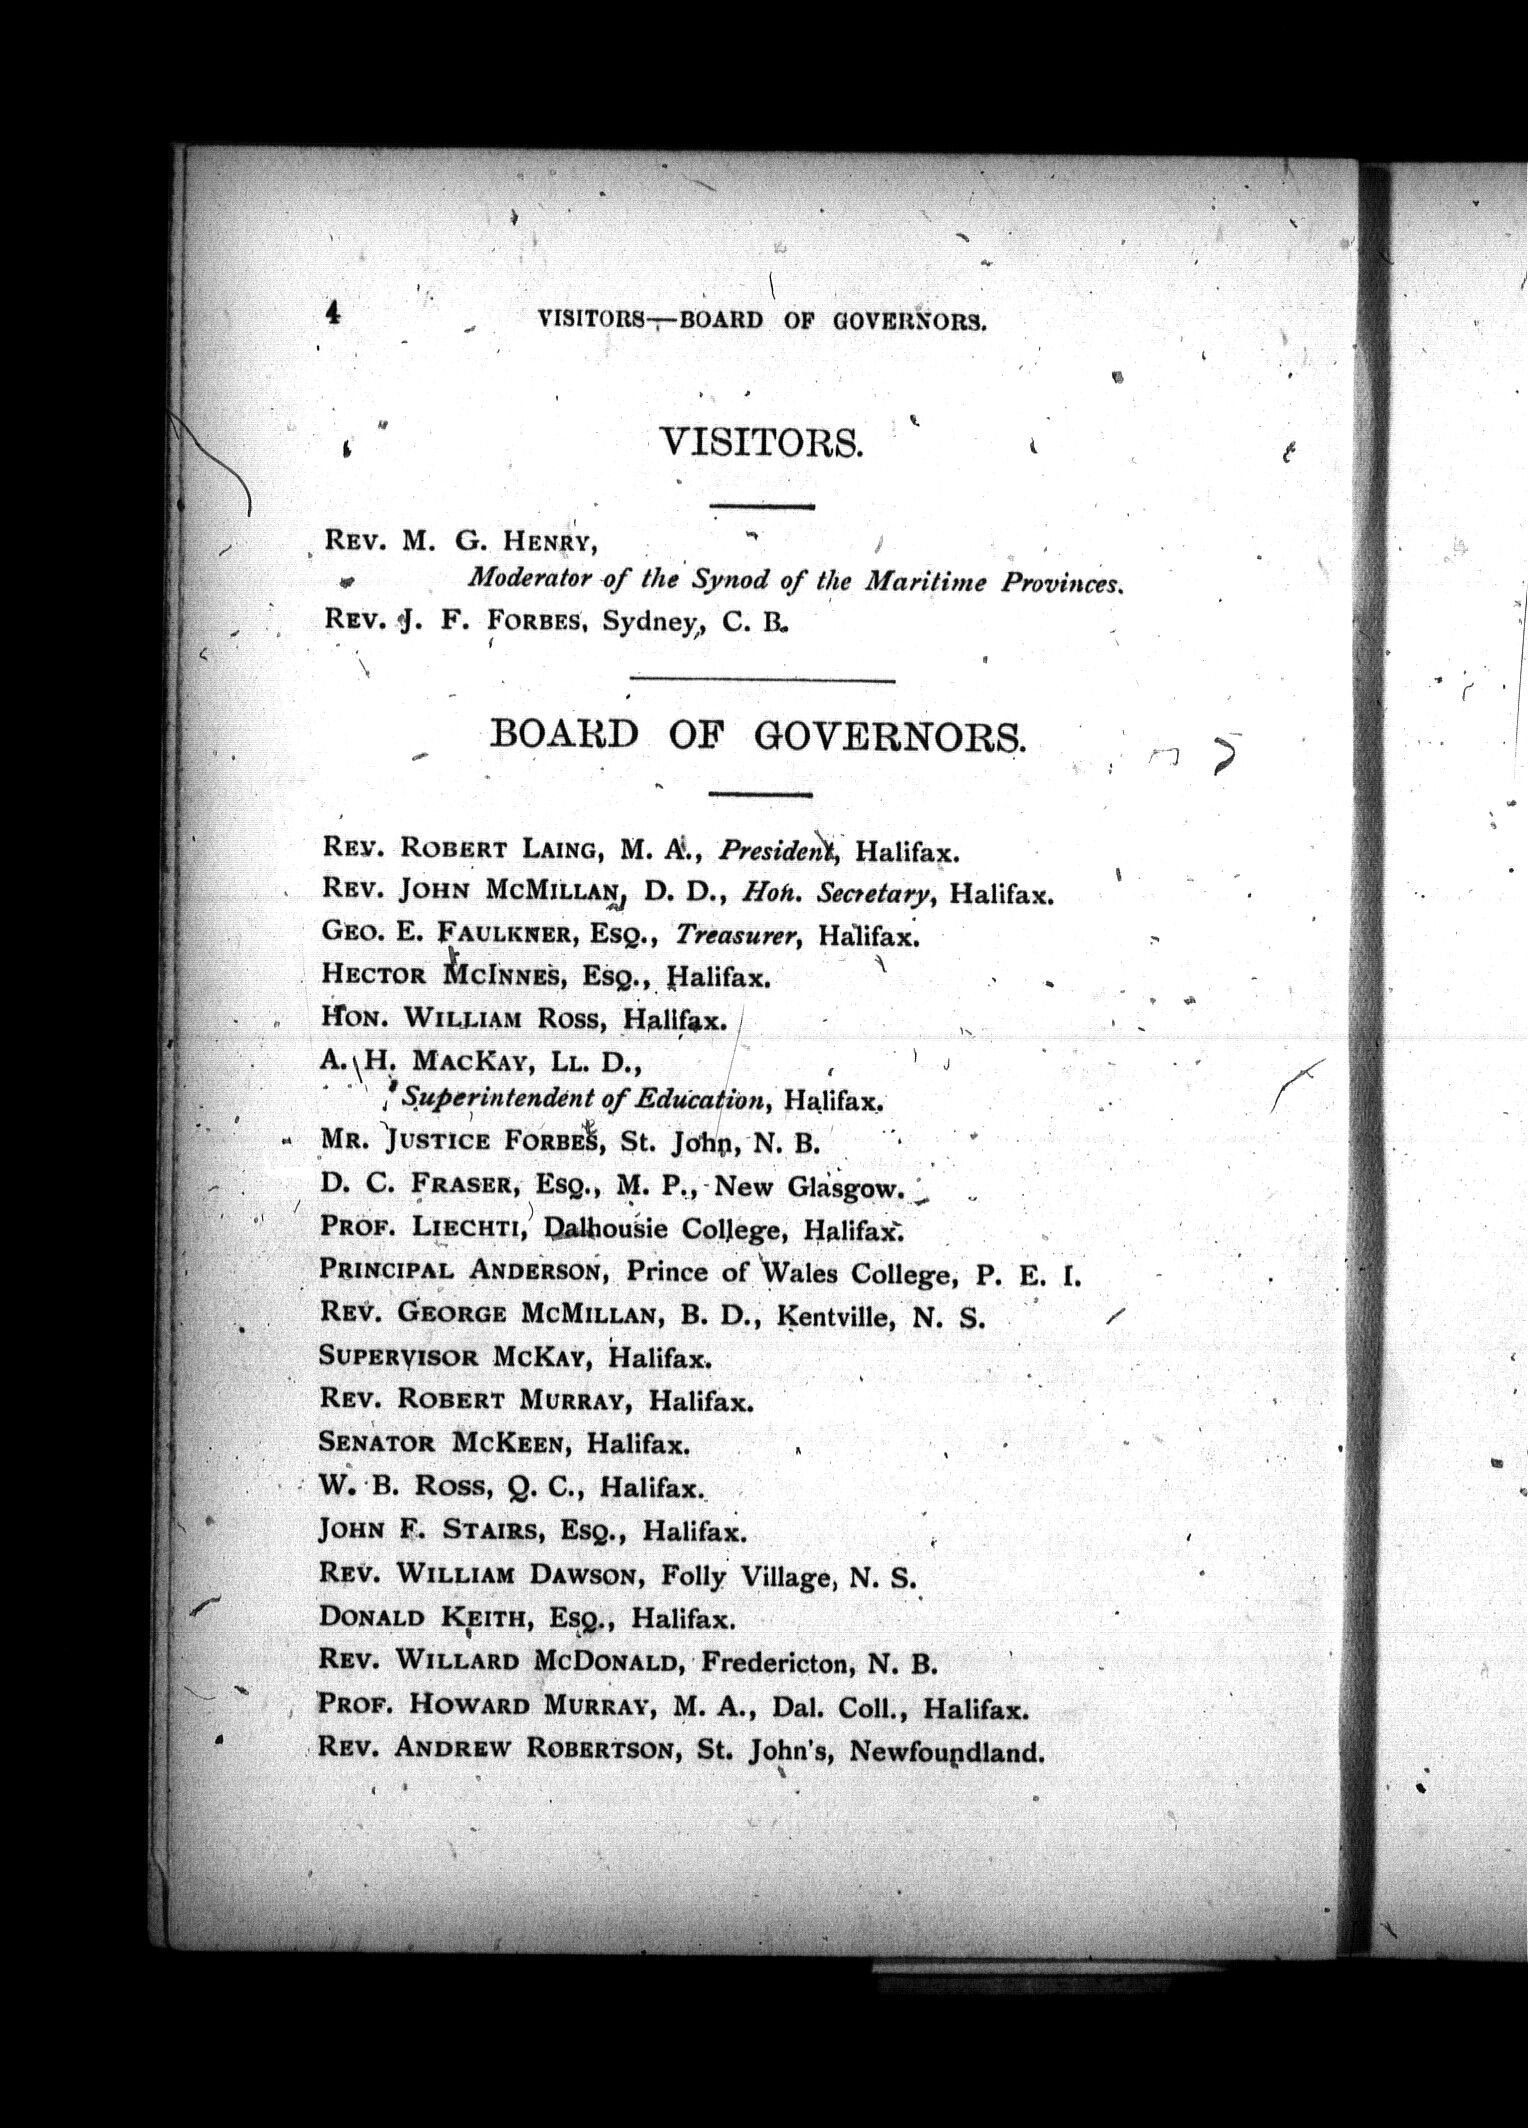 4 VISITORS—BOARD OF GOVERNORS.
VISITORS.
REV. M. G. HENRY,
Moderator of the Synod of the Maritime Provinces.
REV. J. F. FORBES, Sydney, C. B.
BOARD OF GOVERNORS.
REV. ROBERT LAING, M. A., President, Halifax.
REV. JOHN MCMILLAN, D. D., Hon. Secretary, Halifax.
GEO. E. FAULKNER, ESQ., Treasurer, Halifax.
HECTOR MCINNES, ESQ., Halifax.
HON. WILLIAM ROSS, Halifax.
A. H. MACKAY, LL. D.,
Superintendent of Education, Halifax.
MR. JUSTICE FORBES, St. John, N. B.
D. C. FRASER, ESQ., M. P., New Glasgow.
PROF. LIECHTI, Dalhousie College, Halifax.
PRINCIPAL ANDERSON, Prince of Wales College, P. E. I.
REV. GEORGE MCMILLAN, B. D., Kentville, N. S.
SUPERVISOR MCKAY, Halifax.
REV. ROBERT MURRAY, Halifax.
SENATOR MCKEEN, Halifax.
W. B. ROSS, Q. C., Halifax.
JOHN F. STAIRS, ESQ., Halifax.
REV. WILLIAM DAWSON, Folly Village, N. S.
DONALD KEITH, ESQ., Halifax.
REV. WILLARD MCDONALD, Fredericton, N. B.
PROF. HOWARD MURRAY, M. A., Dal. Coll., Halifax.
REV. ANDREW ROBERTSON, St. John's, Newfoundland.